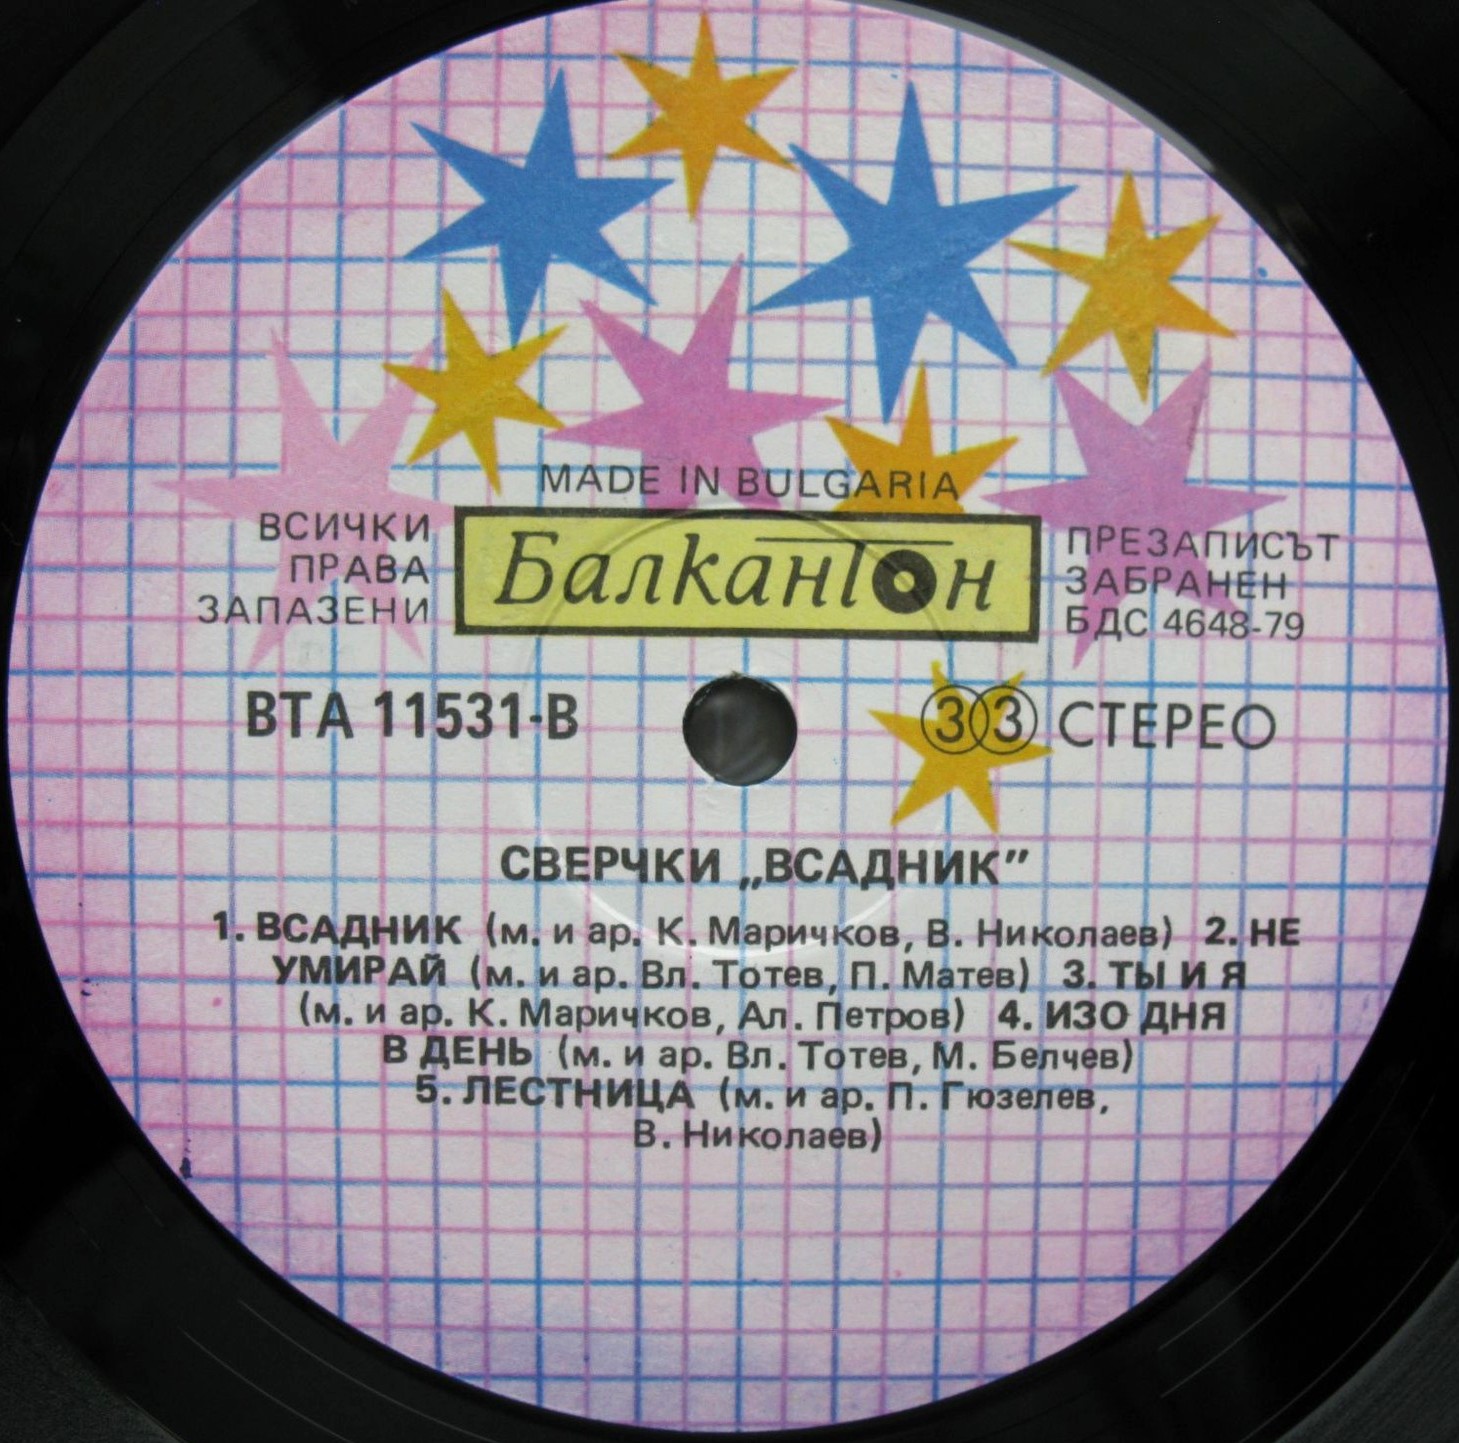 MADE IN BULGARIA
ВСИЧКИ
ПРАВА
ЗАПАЗЕНИ
Балкантон
ПРЕЗАПИСЪТ
ЗАБРАНЕН
БДС 4648-79
ВТА 11531-В
33 СТЕРЕО
СВЕРЧКИ „ВСАДНИК”
1. ВСАДНИК (м. и ар. К. Маричков, В. Николаев) 2. НЕ
УМИРАЙ (м. и ар. Вл. Тотев, П. Матев) 3. ТЫ И Я
(м. и ар. К. Маричков, Ал. Петров) 4. ИЗО ДНЯ
В ДЕНЬ (м. и ар. Вл. Тотев, М. Белчев)
5. ЛЕСТНИЦА (м. и ар. П. Гюзелев,
В. Николаев)